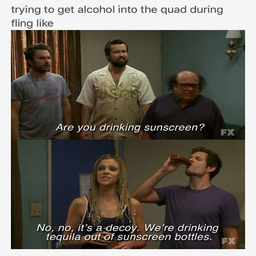 trying to get alcohol into the quad during
fling like
Are you drinking sunscreen?
FX
No, no, it's a decoy. We're drinking
tequila out of sunscreen bottles.
FX